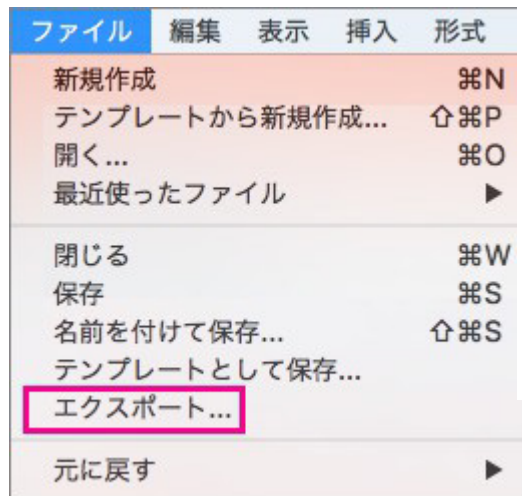 ファイル 編集 表示 挿入 形式
新規作成 ⌘N
テンプレートから新規作成... ⇧⌘P
開く... ⌘O
最近使ったファイル ▶
閉じる ⌘W
保存 ⌘S
名前を付けて保存... ⇧⌘S
テンプレートとして保存...
エクスポート...
元に戻す ▶